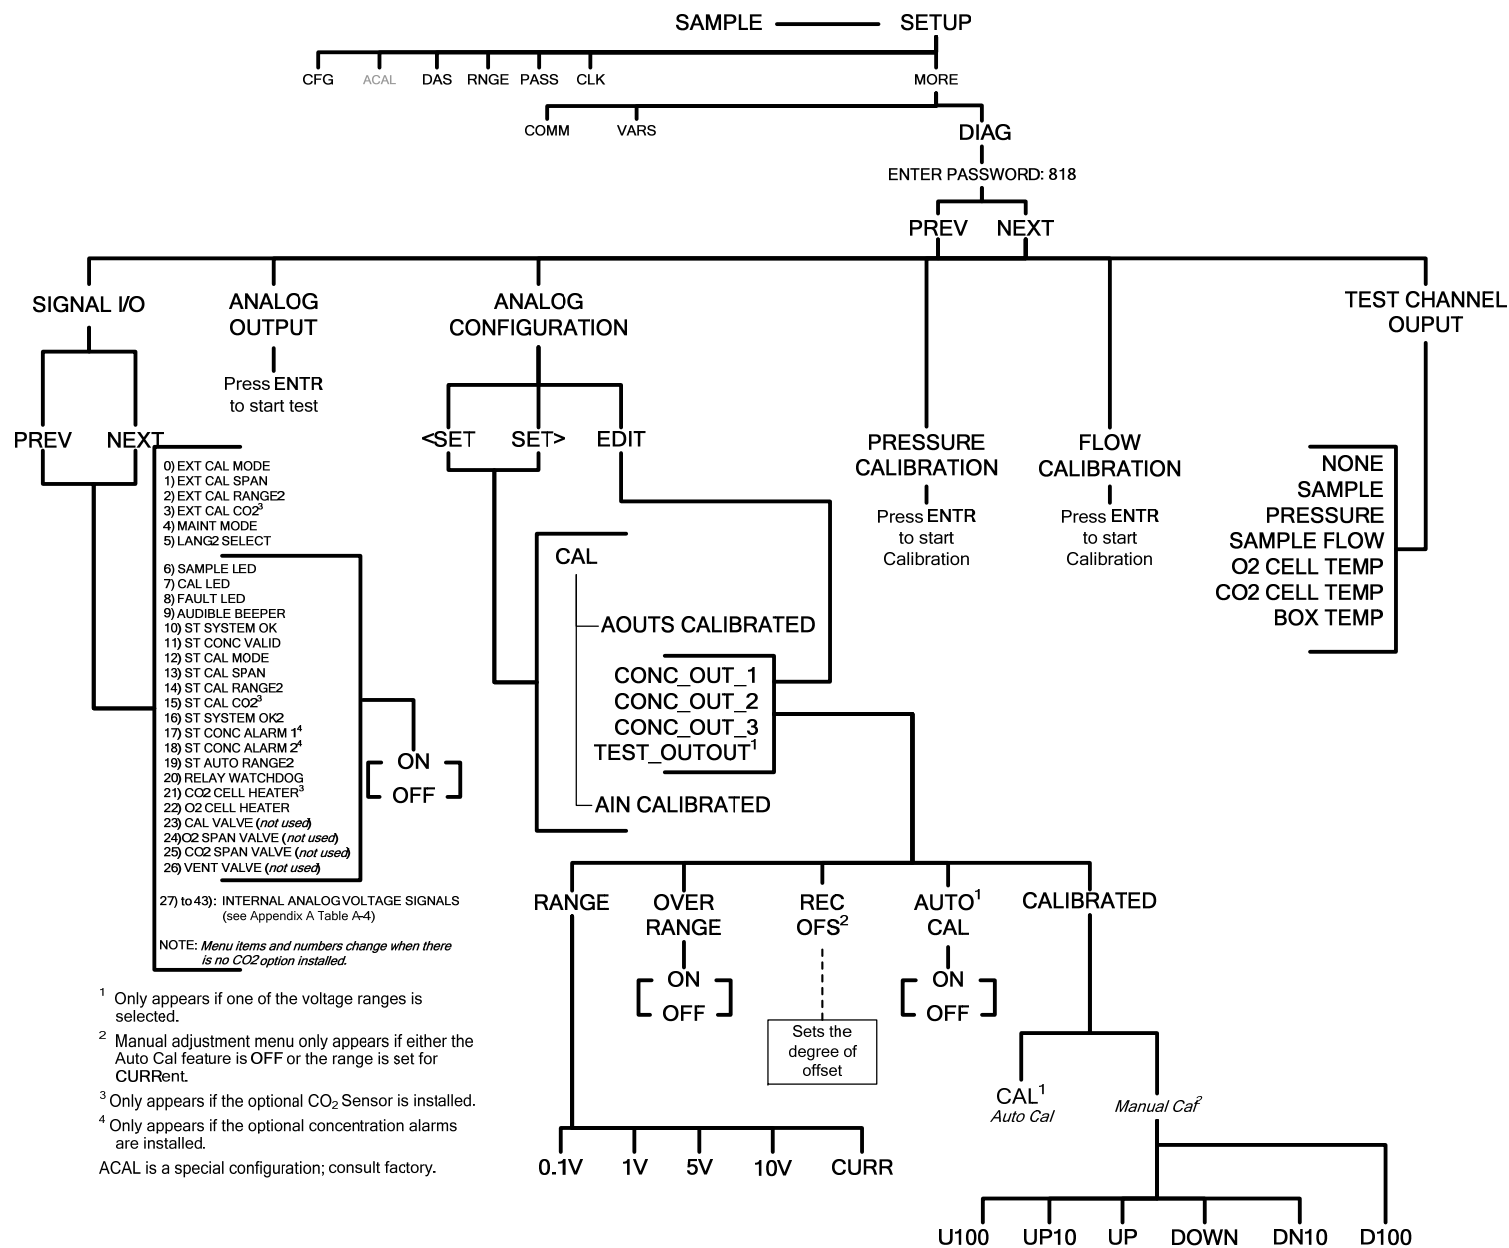 SAMPLE SETUP
CFG ACAL DAS RNGE PASS CLK MORE
COMM VARS
DIAG
ENTER PASSWORD: 818
PREV NEXT
SIGNAL I/O
PREV NEXT
0) EXT CAL MODE
1) EXT CAL SPAN
2) EXT CAL RANGE2
3) EXT CAL CO2³
4) MAINT MODE
5) LANG2 SELECT
6) SAMPLE LED
7) CAL LED
8) FAULT LED
9) AUDIBLE BEEPER
10) ST SYSTEM OK
11) ST CONC VALID
12) ST CAL MODE
13) ST CAL SPAN
14) ST CAL RANGE2
15) ST CAL CO2³
16) ST SYSTEM OK2
17) ST CONC ALARM 1⁴
18) ST CONC ALARM 2⁴
19) ST AUTO RANGE2
20) RELAY WATCHDOG
21) CO2 CELL HEATER³
22) O2 CELL HEATER
23) CAL VALVE (not used)
24)O2 SPAN VALVE (not used)
25) CO2 SPAN VALVE (not used)
26) VENT VALVE (not used)
ON
OFF
27) to 43): INTERNAL ANALOG VOLTAGE SIGNALS
(see Appendix A Table A-4)
NOTE: Menu items and numbers change when there
is no CO2 option installed.
ANALOG
OUTPUT
Press ENTR
to start test
ANALOG
CONFIGURATION
<SET SET> EDIT
CAL
AOUTS CALIBRATED
CONC_OUT_1
CONC_OUT_2
CONC_OUT_3
TEST_OUTOUT¹
AIN CALIBRATED
PRESSURE
CALIBRATION
Press ENTR
to start
Calibration
FLOW
CALIBRATION
Press ENTR
to start
Calibration
TEST CHANNEL
OUPUT
NONE
SAMPLE
PRESSURE
SAMPLE FLOW
O2 CELL TEMP
CO2 CELL TEMP
BOX TEMP
RANGE
0.1V 1V 5V 10V CURR
OVER
RANGE
ON
OFF
REC
OFS²
Sets the
degree of
offset
AUTO¹
CAL
ON
OFF
CALIBRATED
CAL¹
Auto Cal
Manual Cal²
U100 UP10 UP DOWN DN10 D100
¹ Only appears if one of the voltage ranges is
selected.
² Manual adjustment menu only appears if either the
Auto Cal feature is OFF or the range is set for
CURRent.
³ Only appears if the optional CO₂ Sensor is installed.
⁴ Only appears if the optional concentration alarms
are installed.
ACAL is a special configuration; consult factory.